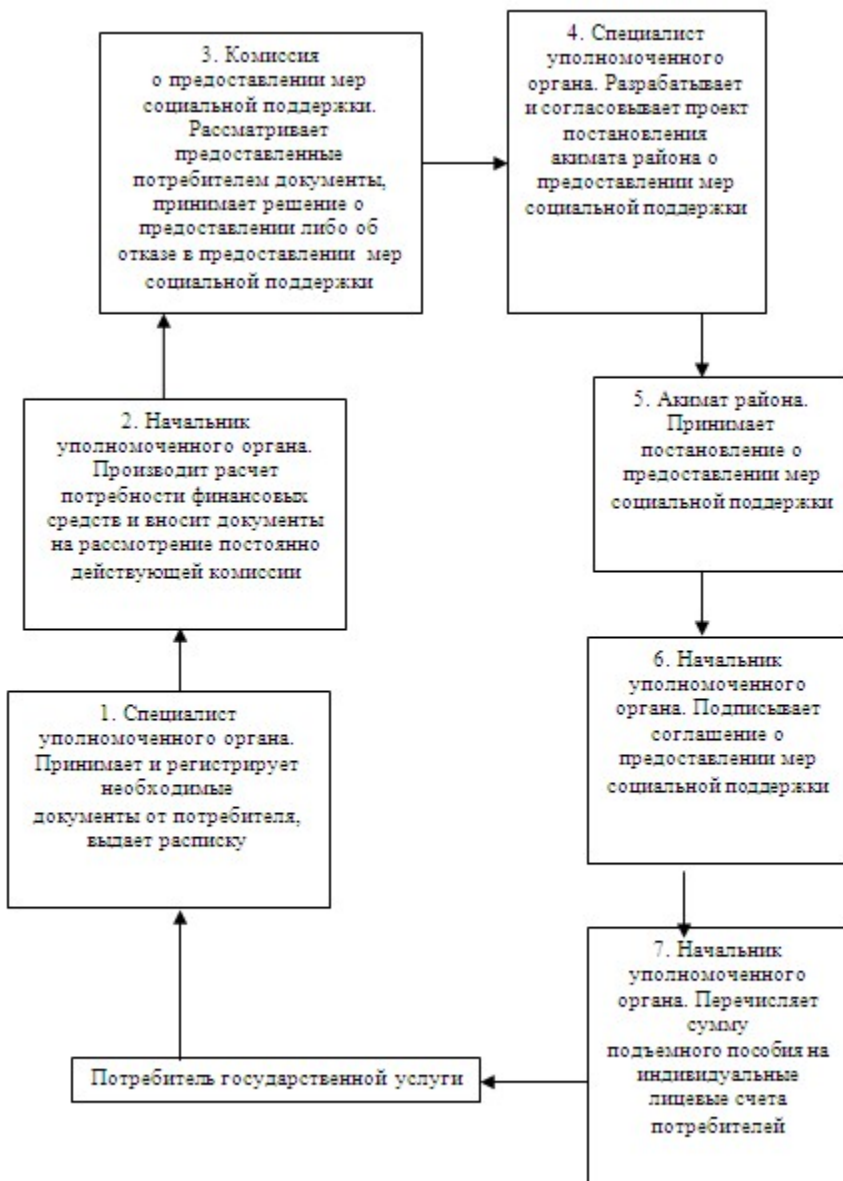 3. Комиссия
о предоставлении мер
социальной поддержки.
Рассматривает
предоставленные
потребителем документы,
принимает решение о
предоставлении либо об
отказе в предоставлении мер
социальной поддержки
4. Специалист
уполномоченного
органа. Разрабатывает
и согласовывает проект
постановления
акимата района о
предоставлении мер
социальной поддержки
2. Начальник
уполномоченного органа.
Производит расчет
потребности финансовых
средств и вносит документы
на рассмотрение постоянно
действующей комиссии
5. Акимат района.
Принимает
постановление о
предоставлении мер
социальной поддержки
1. Специалист
уполномоченного органа.
Принимает и регистрирует
необходимые
документы от потребителя,
выдает расписку
6. Начальник
уполномоченного
органа. Подписывает
соглашение о
предоставлении мер
социальной поддержки
7. Начальник
уполномоченного
органа. Перечисляет
сумму
подъемного пособия на
индивидуальные
лицевые счета
потребителей
Потребитель государственной услуги